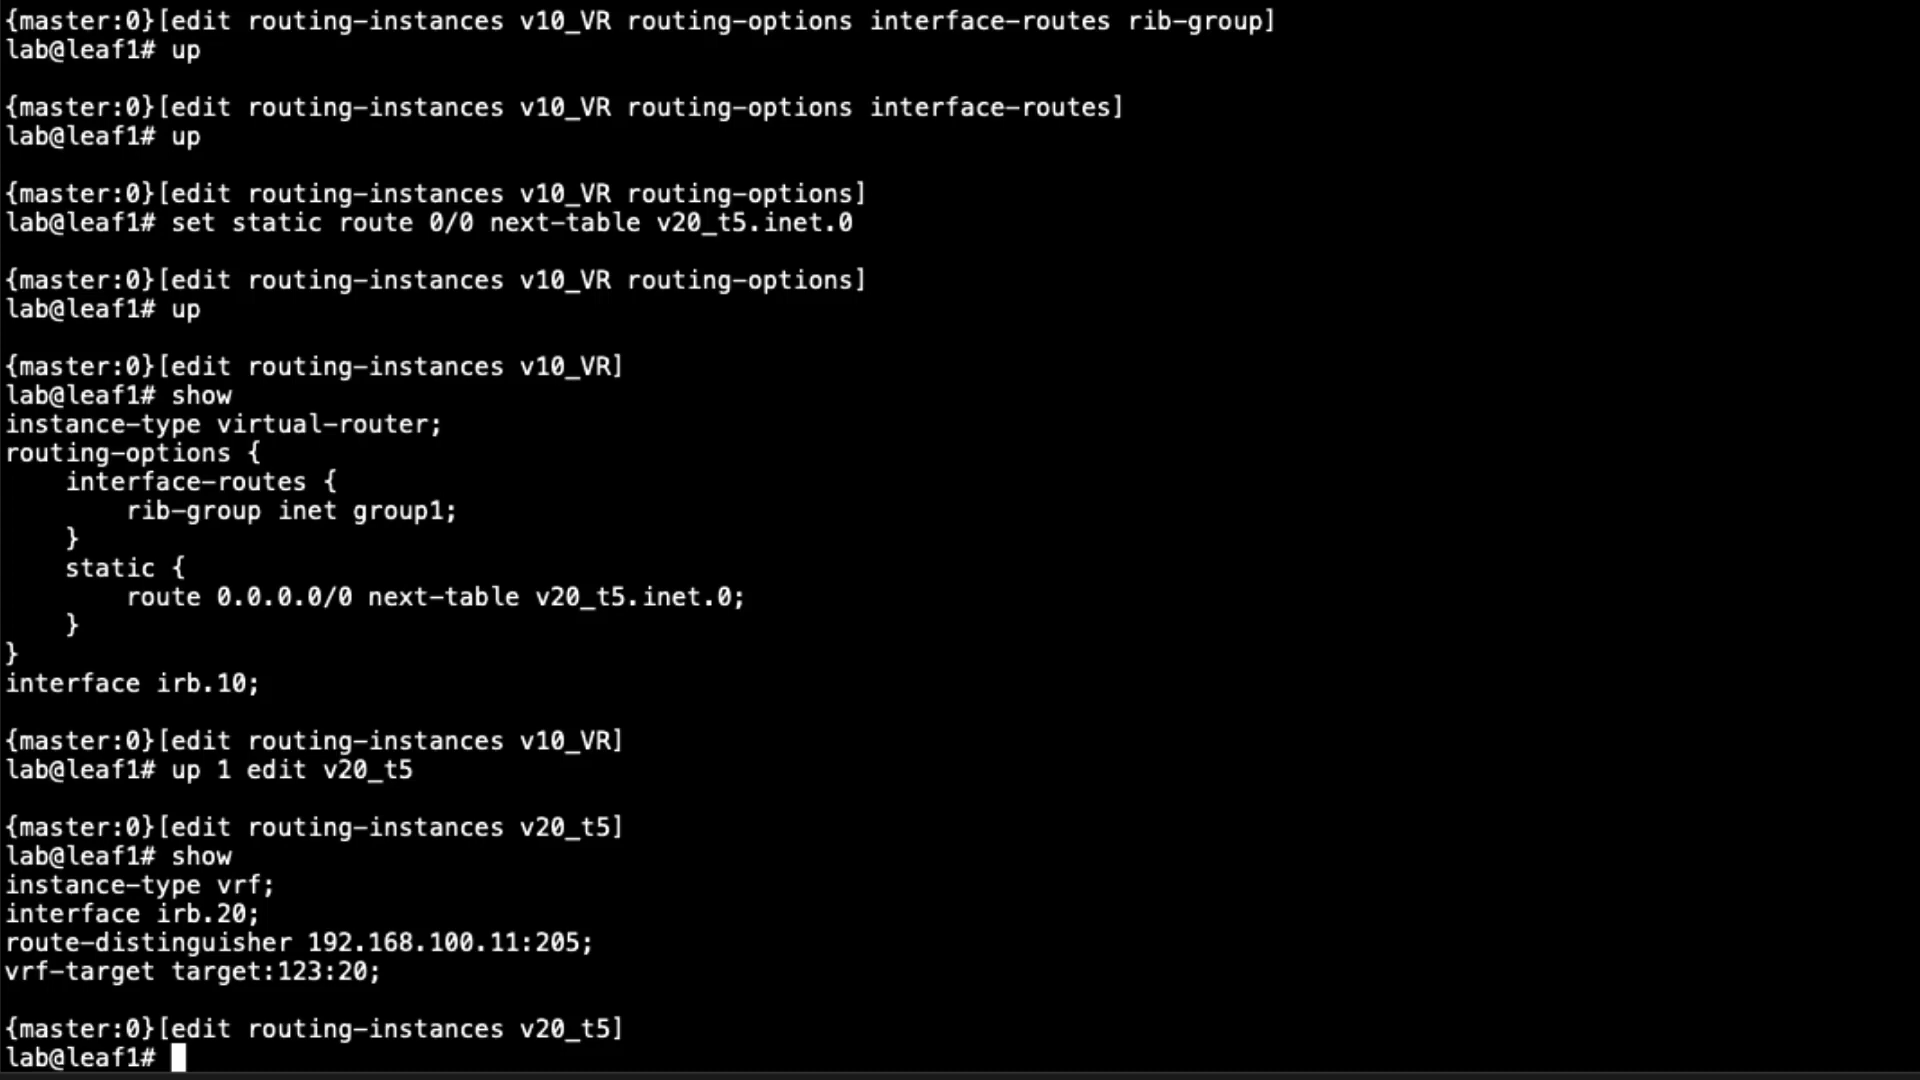 {master:0}[edit routing-instances v10_VR routing-options interface-routes rib-group]
lab@leaf1# up

{master:0}[edit routing-instances v10_VR routing-options interface-routes]
lab@leaf1# up

{master:0}[edit routing-instances v10_VR routing-options]
lab@leaf1# set static route 0/0 next-table v20_t5.inet.0

{master:0}[edit routing-instances v10_VR routing-options]
lab@leaf1# up

{master:0}[edit routing-instances v10_VR]
lab@leaf1# show
instance-type virtual-router;
routing-options {
    interface-routes {
        rib-group inet group1;
    }
    static {
        route 0.0.0.0/0 next-table v20_t5.inet.0;
    }
}
interface irb.10;

{master:0}[edit routing-instances v10_VR]
lab@leaf1# up 1 edit v20_t5

{master:0}[edit routing-instances v20_t5]
lab@leaf1# show
instance-type vrf;
interface irb.20;
route-distinguisher 192.168.100.11:205;
vrf-target target:123:20;

{master:0}[edit routing-instances v20_t5]
lab@leaf1#